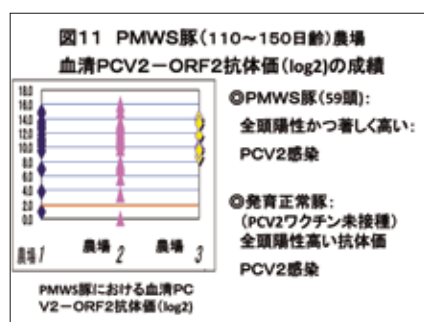 図11 PMWS豚(110～150日齢)農場
血清PCV2－ORF2抗体価(log2)の成績
18.0
16.0
14.0
12.0
10.0
8.0
6.0
4.0
2.0
0.0
農場1
農場2
農場3
PMWS豚における血清PC
V2－ORF2抗体価(log2)
◎PMWS豚(59頭):
全頭陽性かつ著しく高い:
PCV2感染
◎発育正常豚:
(PCV2ワクチン未接種)
全頭陽性高い抗体価
PCV2感染